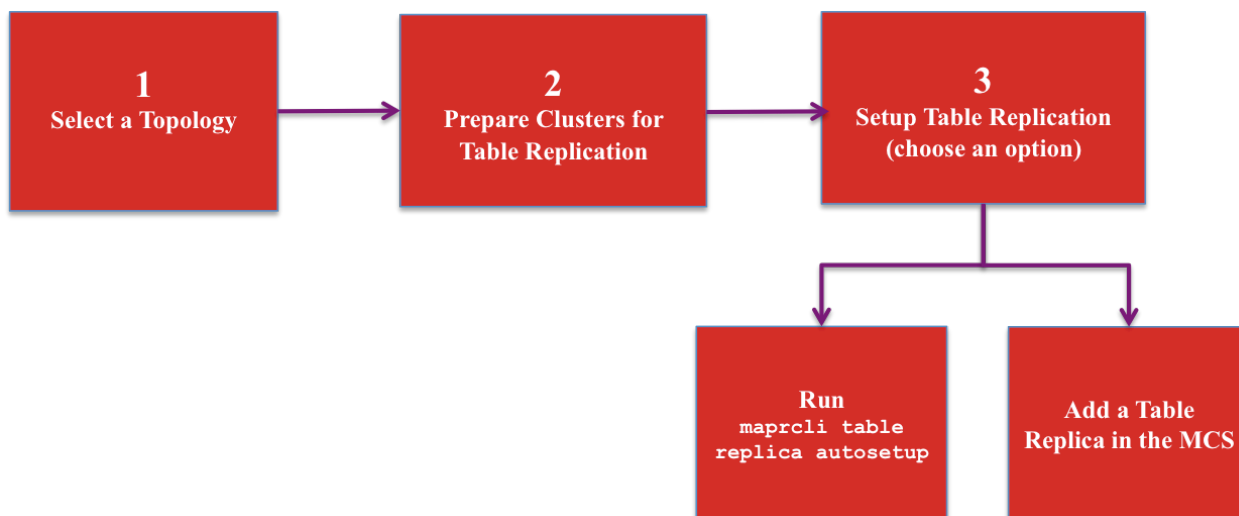 1
Select a Topology
2
Prepare Clusters for
Table Replication
3
Setup Table Replication
(choose an option)
Run
maprcli table
replica autosetup
Add a Table
Replica in the MCS